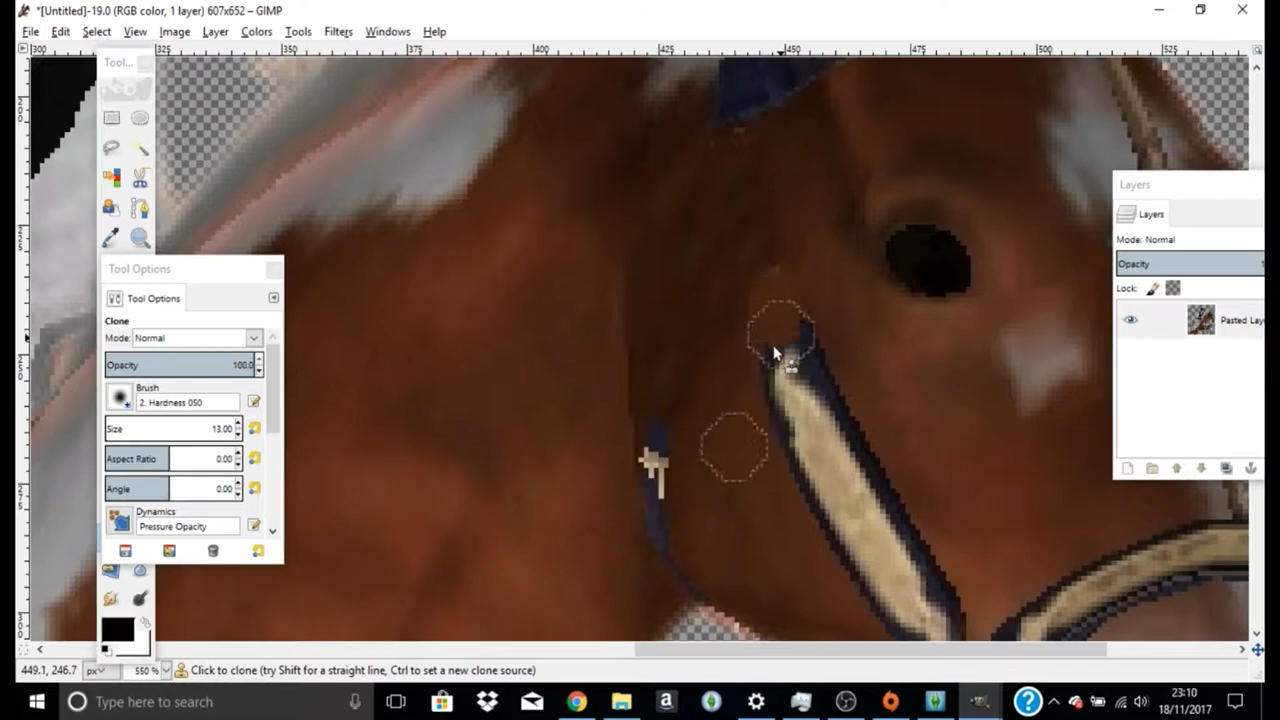 *[Untitled]-19.0 (RGB color, 1 layer) 607x652 – GIMP
File Edit Select View Image Layer Colors Tools Filters Windows Help
300 325 350 375 400 425 450 475 500 525
Tool...
Tool Options
Tool Options
Clone
Mode: Normal
Opacity 100.0
Brush
2. Hardness 050
Size 13.00
Aspect Ratio 0.00
Angle 0.00
Dynamics
Pressure Opacity
Layers
Layers
Mode: Normal
Opacity 1
Lock:
Pasted Lay
449.1, 246.7 px 550 % Click to clone (try Shift for a straight line, Ctrl to set a new clone source)
Type here to search
23:10
18/11/2017